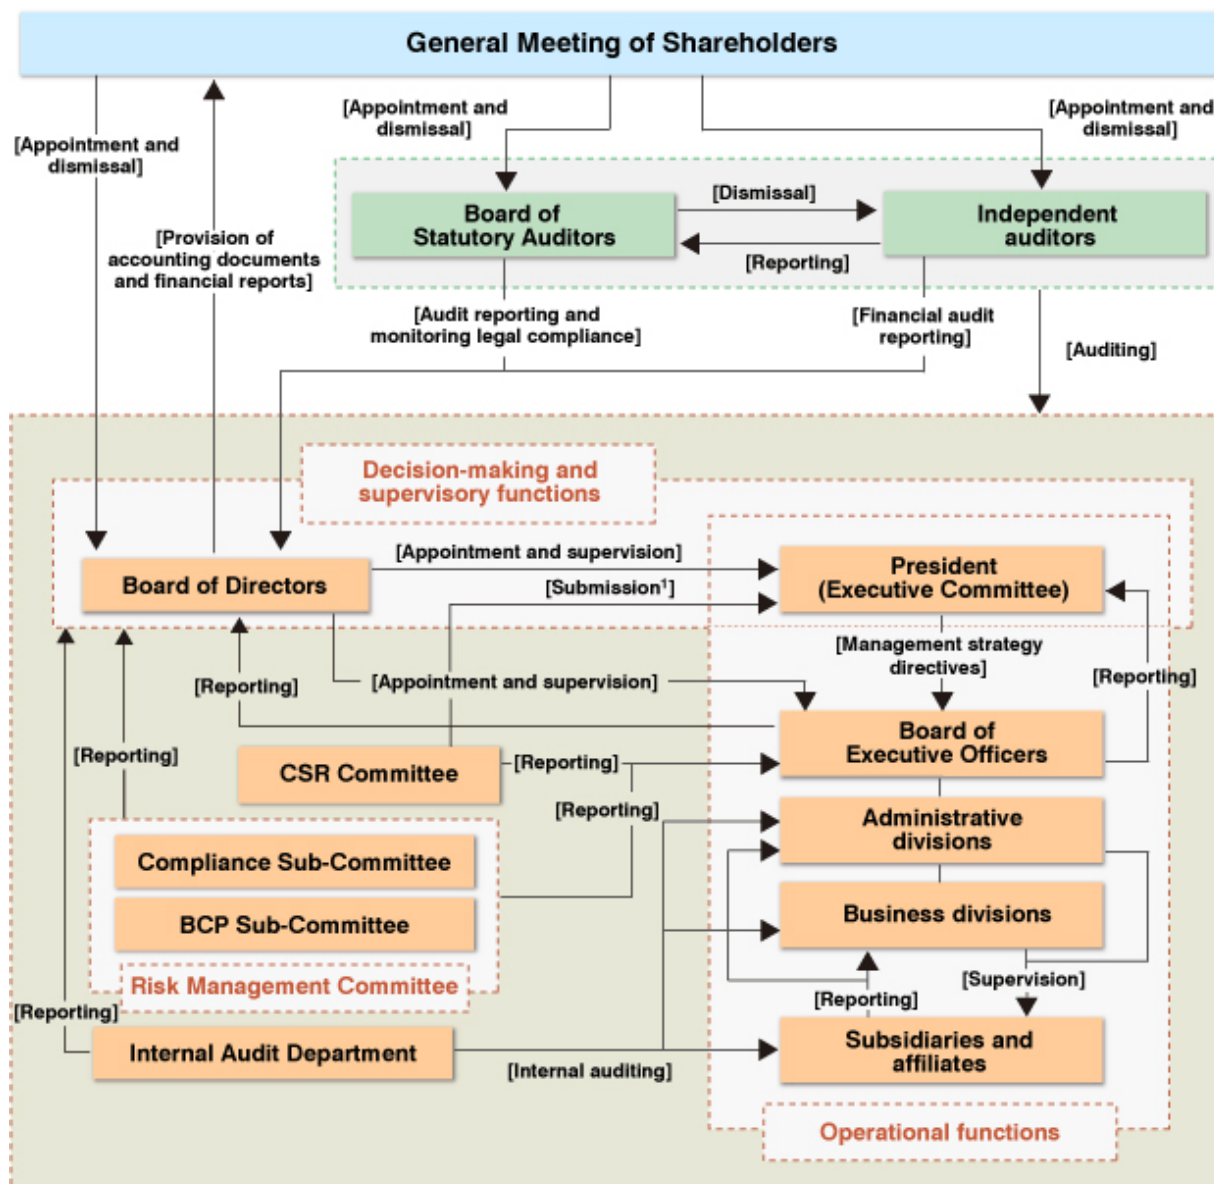 General Meeting of Shareholders
[Appointment and
dismissal]
[Appointment and
dismissal]
[Appointment and
dismissal]
[Provision of
accounting documents
and financial reports]
Board of
Statutory Auditors
[Dismissal]
[Reporting]
Independent
auditors
[Audit reporting and
monitoring legal compliance]
[Financial audit
reporting]
[Auditing]
Decision-making and
supervisory functions
Board of Directors
[Appointment and supervision]
[Submission¹]
President
(Executive Committee)
[Management strategy
directives]
[Reporting]
[Reporting]
[Appointment and supervision]
Board of
Executive Officers
[Reporting]
CSR Committee
[Reporting]
[Reporting]
Administrative
divisions
Compliance Sub-Committee
BCP Sub-Committee
Business divisions
Risk Management Committee
[Supervision]
[Reporting]
[Reporting]
Internal Audit Department
[Internal auditing]
Subsidiaries and
affiliates
Operational functions